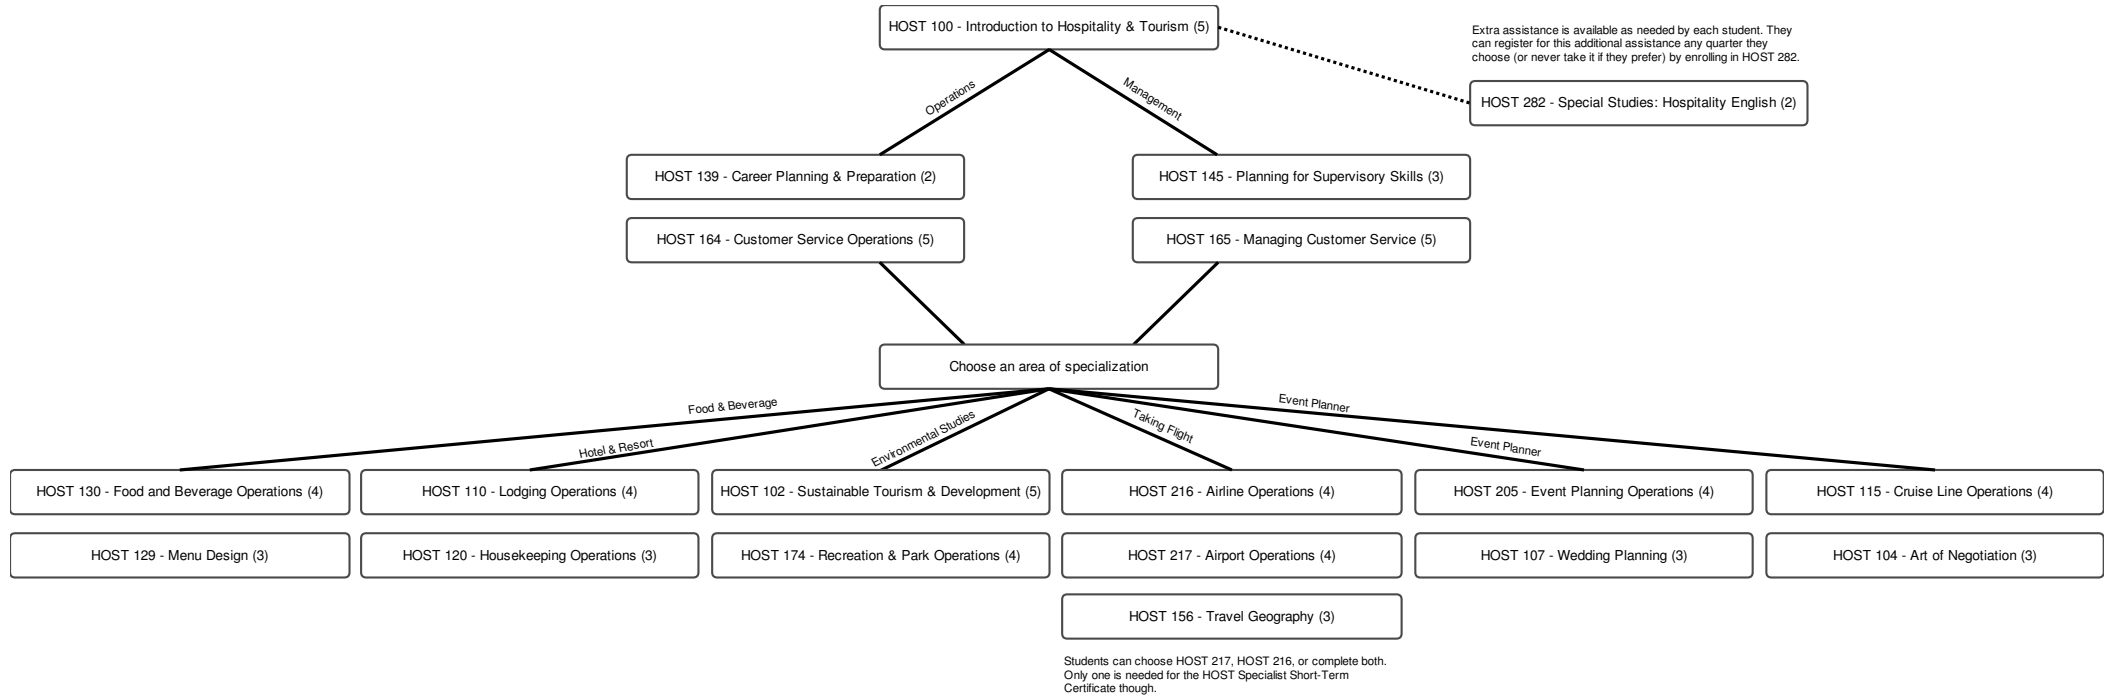 HOST 100 - Introduction to Hospitality & Tourism (5)
Extra assistance is available as needed by each student. They
can register for this additional assistance any quarter they
choose (or never take it if they prefer) by enrolling in HOST 282.
HOST 282 - Special Studies: Hospitality English (2)
Operations
Management
HOST 139 - Career Planning & Preparation (2)
HOST 145 - Planning for Supervisory Skills (3)
HOST 164 - Customer Service Operations (5)
HOST 165 - Managing Customer Service (5)
Choose an area of specialization
Food & Beverage
Hotel & Resort
Environmental Studies
Taking Flight
Event Planner
Event Planner
HOST 130 - Food and Beverage Operations (4)
HOST 110 - Lodging Operations (4)
HOST 102 - Sustainable Tourism & Development (5)
HOST 216 - Airline Operations (4)
HOST 205 - Event Planning Operations (4)
HOST 115 - Cruise Line Operations (4)
HOST 129 - Menu Design (3)
HOST 120 - Housekeeping Operations (3)
HOST 174 - Recreation & Park Operations (4)
HOST 217 - Airport Operations (4)
HOST 107 - Wedding Planning (3)
HOST 104 - Art of Negotiation (3)
HOST 156 - Travel Geography (3)
Students can choose HOST 217, HOST 216, or complete both.
Only one is needed for the HOST Specialist Short-Term
Certificate though.